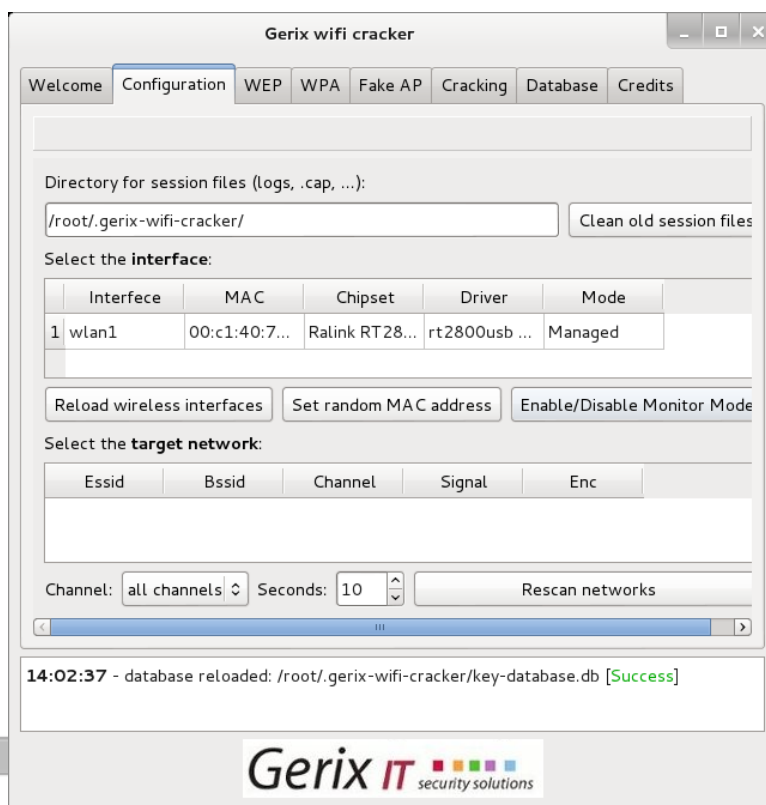 Gerix wifi cracker
Welcome Configuration WEP WPA Fake AP Cracking Database Credits
Directory for session files (logs, .cap, ...):
/root/.gerix-wifi-cracker/ Clean old session files
Select the interface:
Interfece MAC Chipset Driver Mode
1 wlan1 00:c1:40:7... Ralink RT28... rt2800usb ... Managed
Reload wireless interfaces Set random MAC address Enable/Disable Monitor Mode
Select the target network:
Essid Bssid Channel Signal Enc
Channel: all channels Seconds: 10 Rescan networks
14:02:37 - database reloaded: /root/.gerix-wifi-cracker/key-database.db [Success]
Gerix IT security solutions